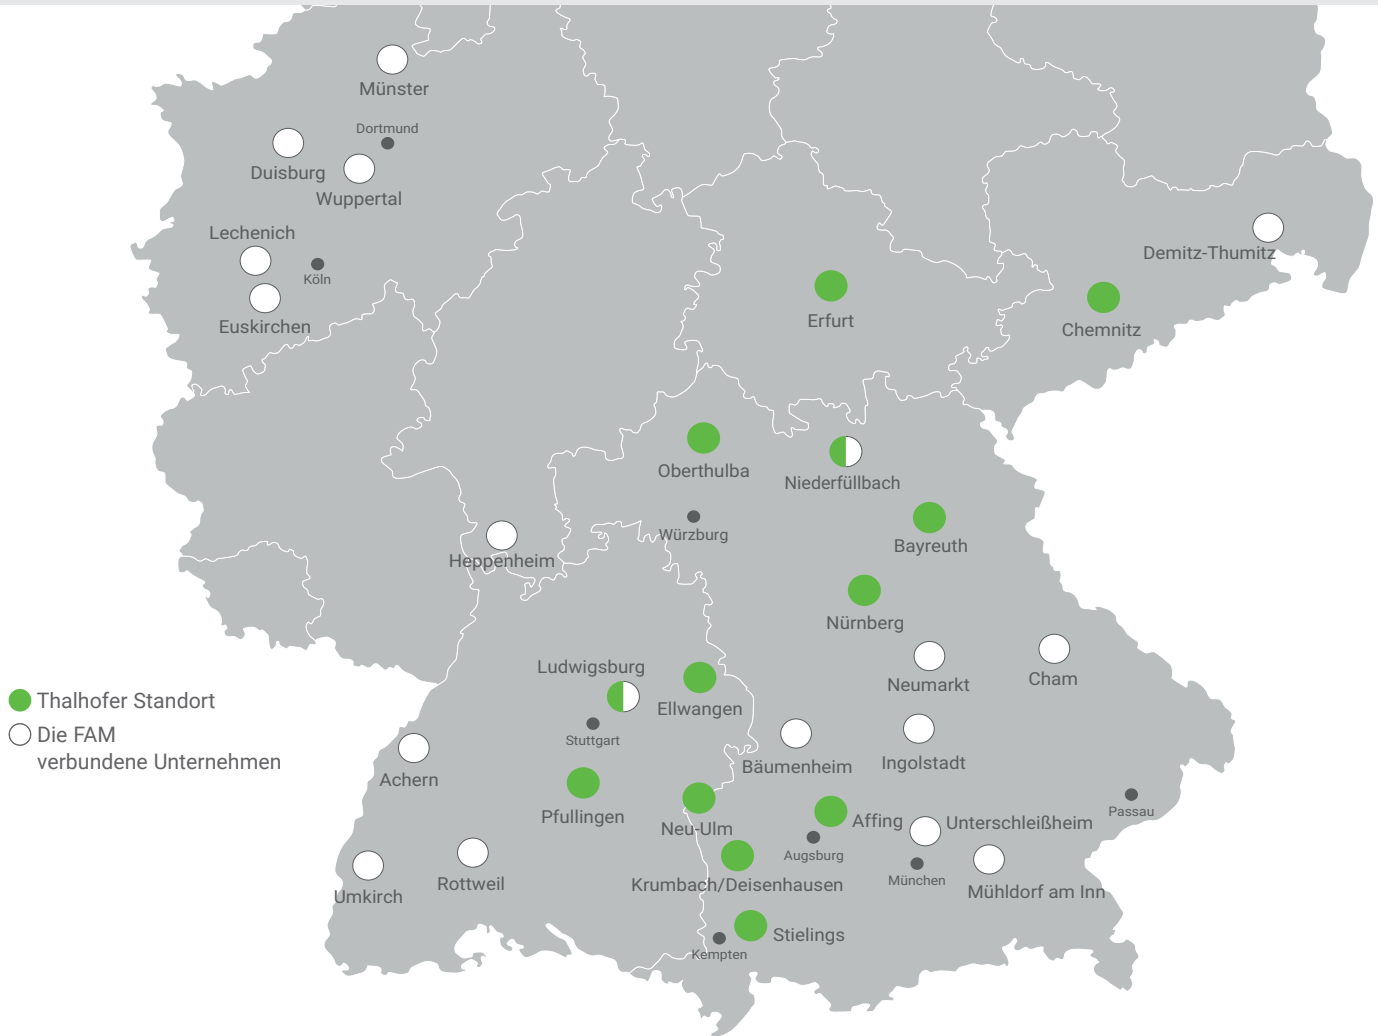 Münster
Dortmund
Duisburg
Wuppertal
Lechenich
Köln
Euskirchen
Demitz-Thumitz
Erfurt
Chemnitz
Oberthulba
Niederfüllbach
Würzburg
Bayreuth
Heppenheim
Nürnberg
Ludwigsburg
Neumarkt
Cham
Ellwangen
Thalhofer Standort
Die FAM
verbundene Unternehmen
Stuttgart
Achern
Bäumenheim
Ingolstadt
Pfullingen
Neu-Ulm
Affing
Unterschleißheim
Passau
Augsburg
München
Umkirch
Rottweil
Krumbach/Deisenhausen
Mühldorf am Inn
Stielings
Kempten